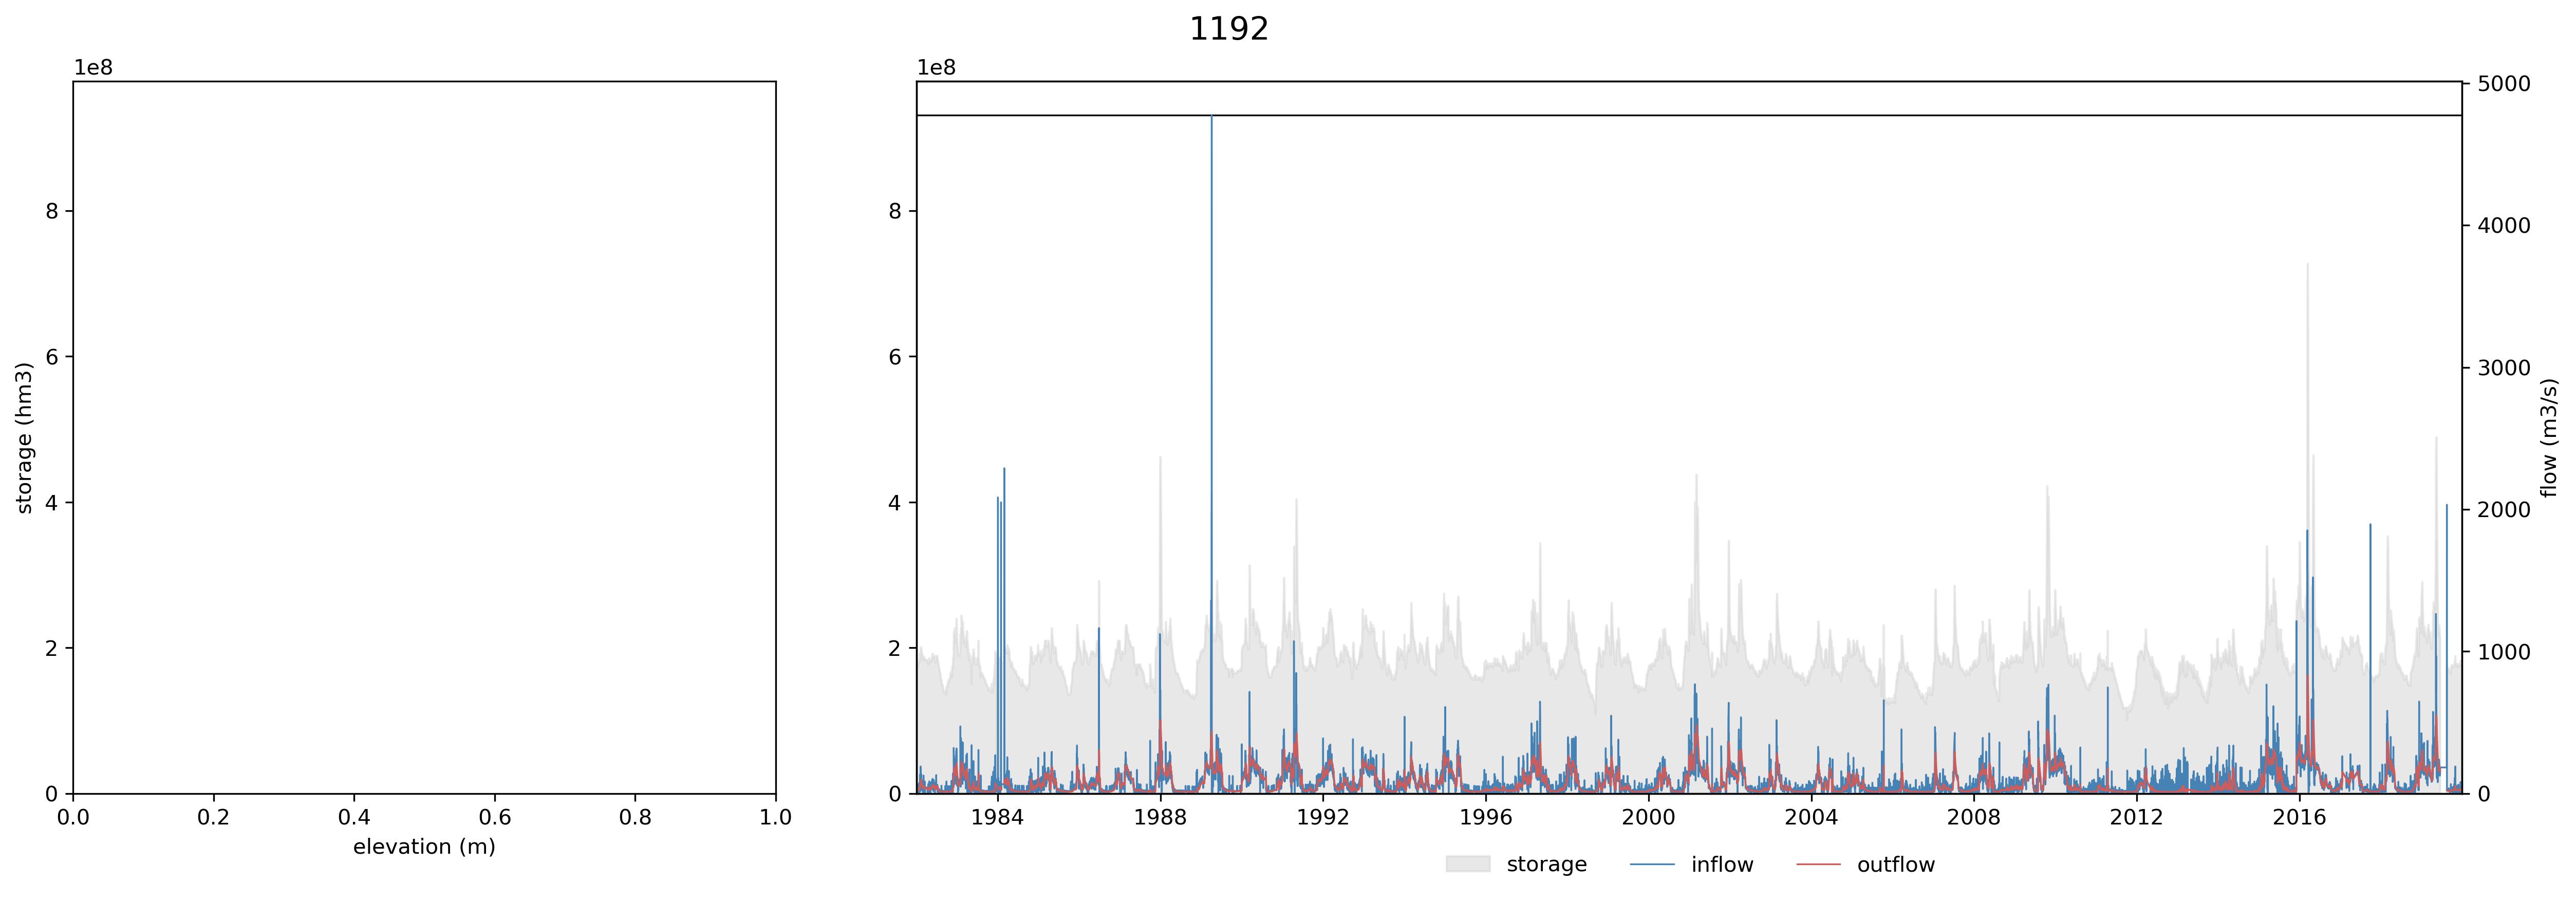 1192
1e8
8
6
4
2
0
storage (hm3)
0.0 0.2 0.4 0.6 0.8 1.0
elevation (m)
1e8
8
6
4
2
0
5000
4000
3000
2000
1000
0
flow (m3/s)
1984 1988 1992 1996 2000 2004 2008 2012 2016
storage inflow outflow